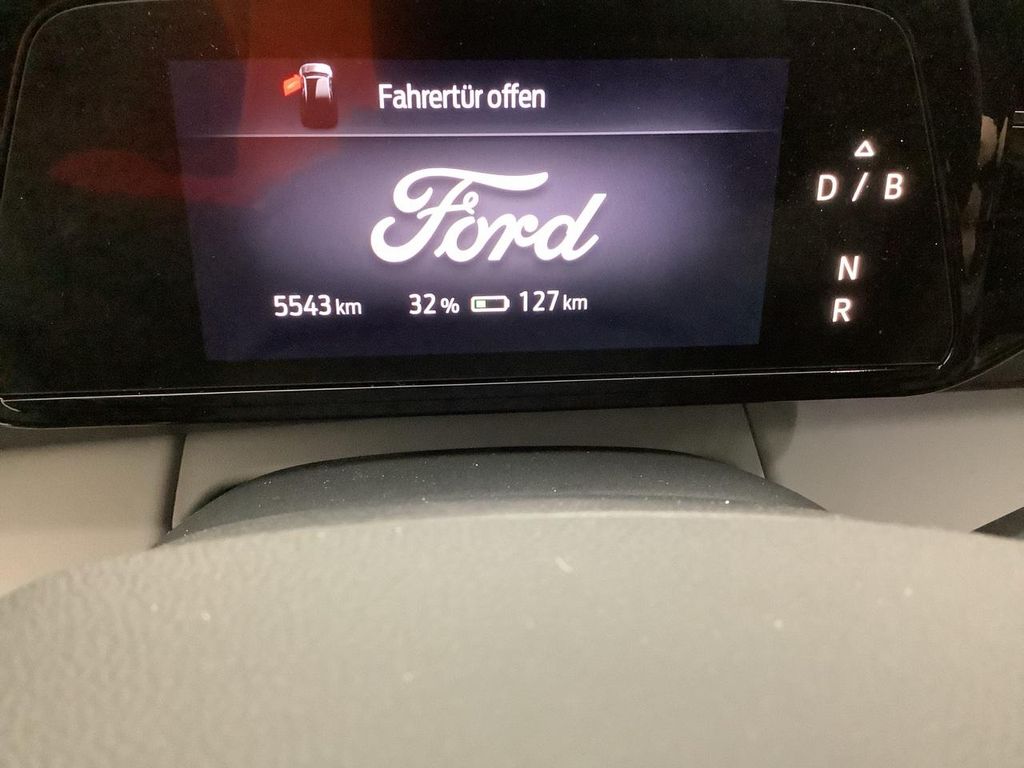 Fahrertür offen
Ford
5543 km 32 % 127 km
D / B
N
R